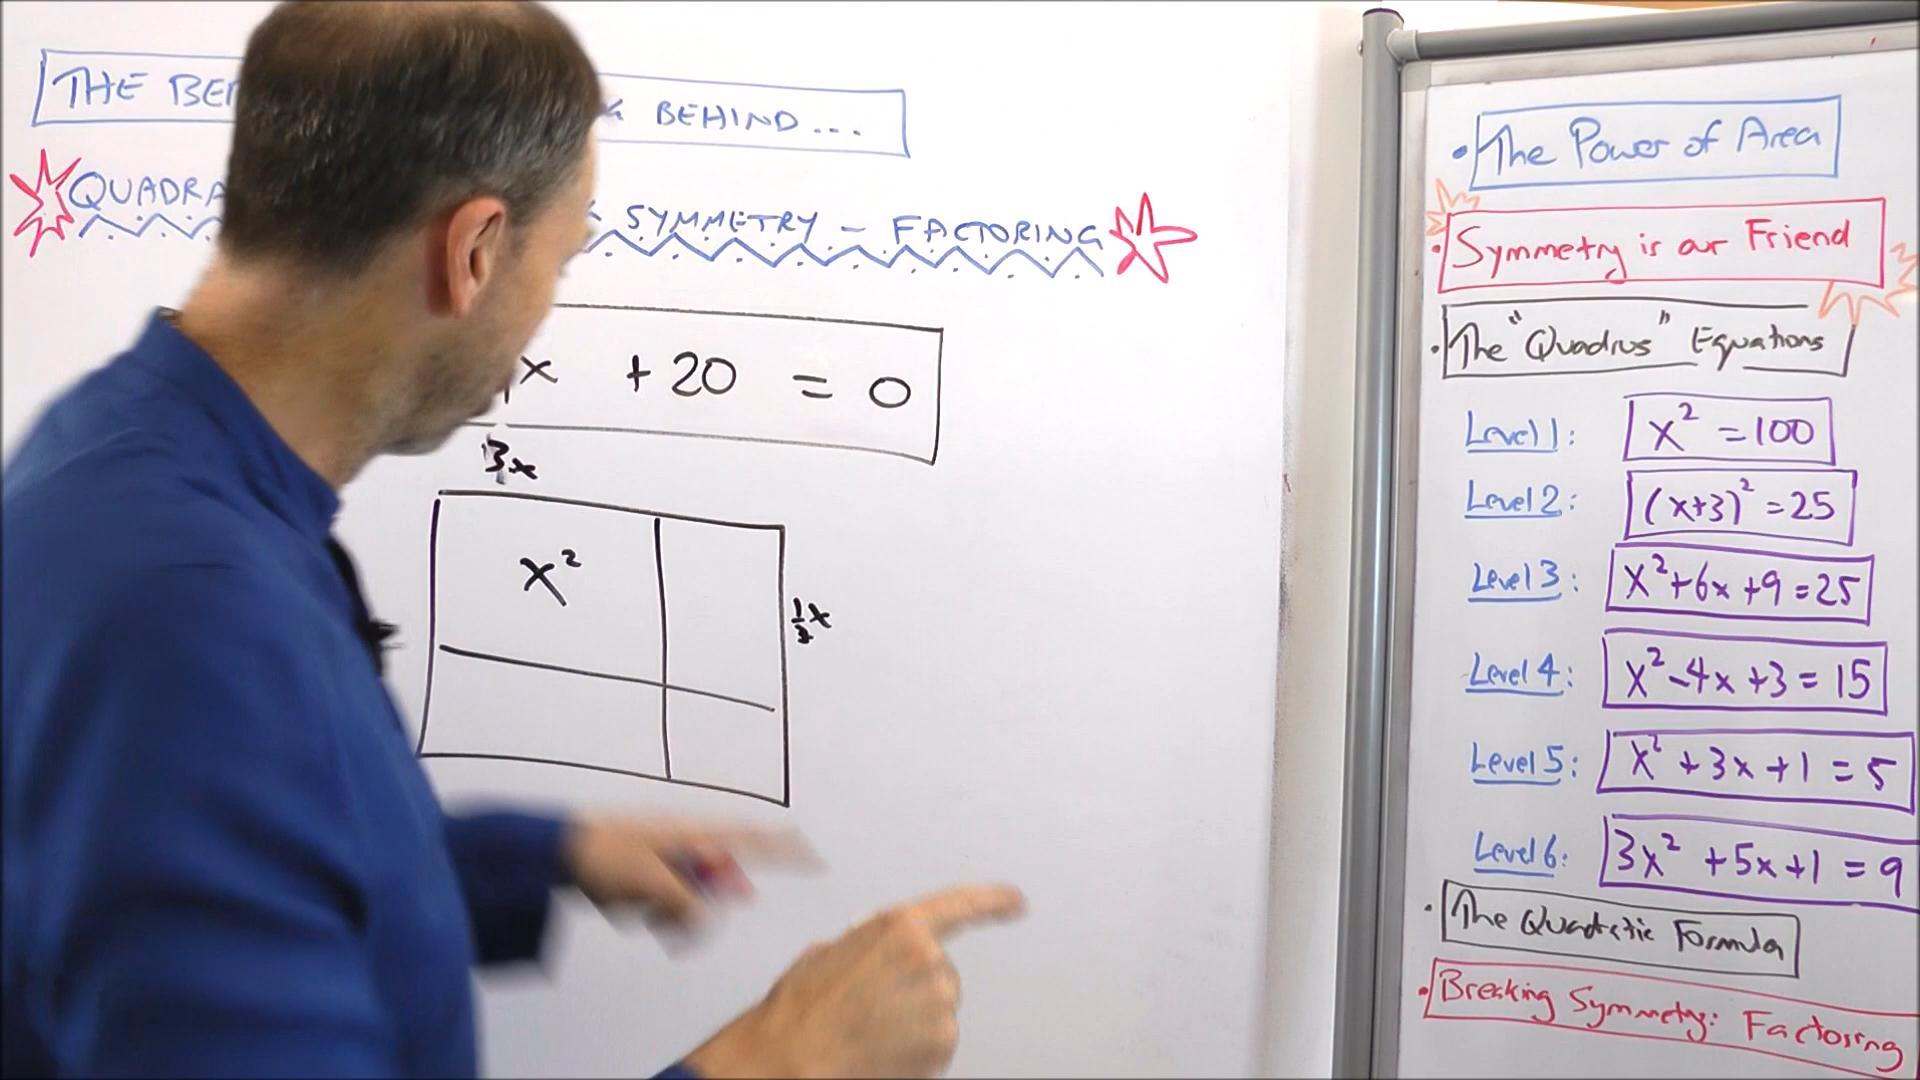 THE BE
BEHIND...
QUADRA
SYMMETRY – FACTORING
x + 20 = 0
3x
x²
½x
• The Power of Area
• Symmetry is our Friend
• The "Quadrus" Equations
Level 1: x² = 100
Level 2: (x+3)² = 25
Level 3: x² + 6x + 9 = 25
Level 4: x² – 4x + 3 = 15
Level 5: x² + 3x + 1 = 5
Level 6: 3x² + 5x + 1 = 9
• The Quadratic Formula
• Breaking Symmetry: Factoring